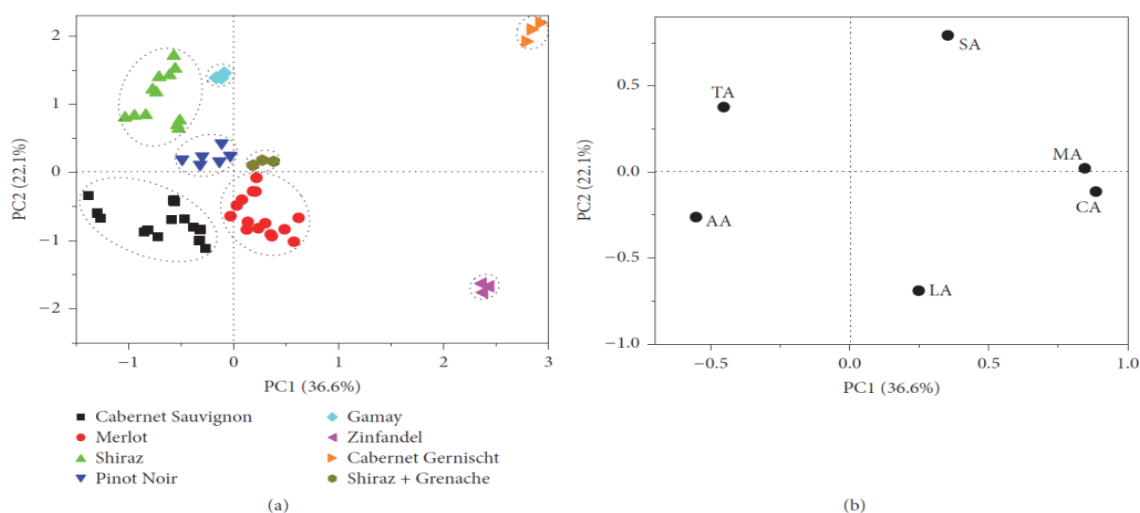 2
1
0
−1
−2
PC2 (22.1%)
−1
0
1
2
3
PC1 (36.6%)
Cabernet Sauvignon
Merlot
Shiraz
Pinot Noir
Gamay
Zinfandel
Cabernet Gernischt
Shiraz + Grenache
(a)
0.5
0.0
−0.5
−1.0
PC2 (22.1%)
SA
TA
MA
CA
AA
LA
−0.5
0.0
0.5
1.0
PC1 (36.6%)
(b)